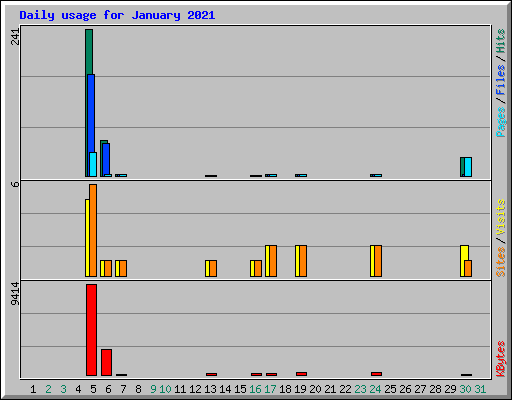 Daily usage for January 2021
241
Pages / Files / Hits
6
Sites / Visits
9414
KBytes
1 2 3 4 5 6 7 8 9 10 11 12 13 14 15 16 17 18 19 20 21 22 23 24 25 26 27 28 29 30 31